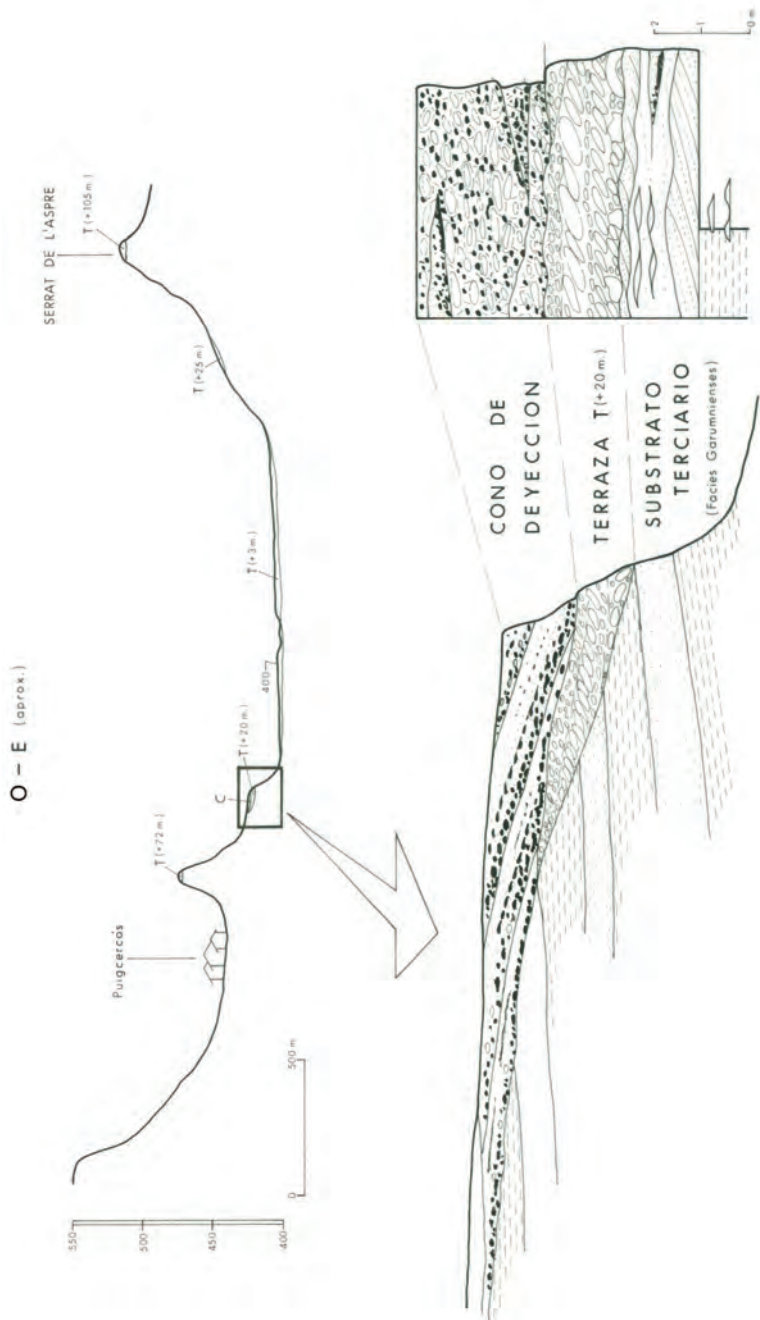 O – E (aprox.)
SERRAT DE L'ASPRE
T (+105 m.)
T (+25 m.)
T (+3 m.)
400
T (+20 m.)
C
T (+72 m.)
Puigcercós
550
500
450
400
0
500 m.
CONO DE
DEYECCION
TERRAZA T (+20 m.)
SUBSTRATO
TERCIARIO
(Facies Garumnienses)
2
1
0 m.